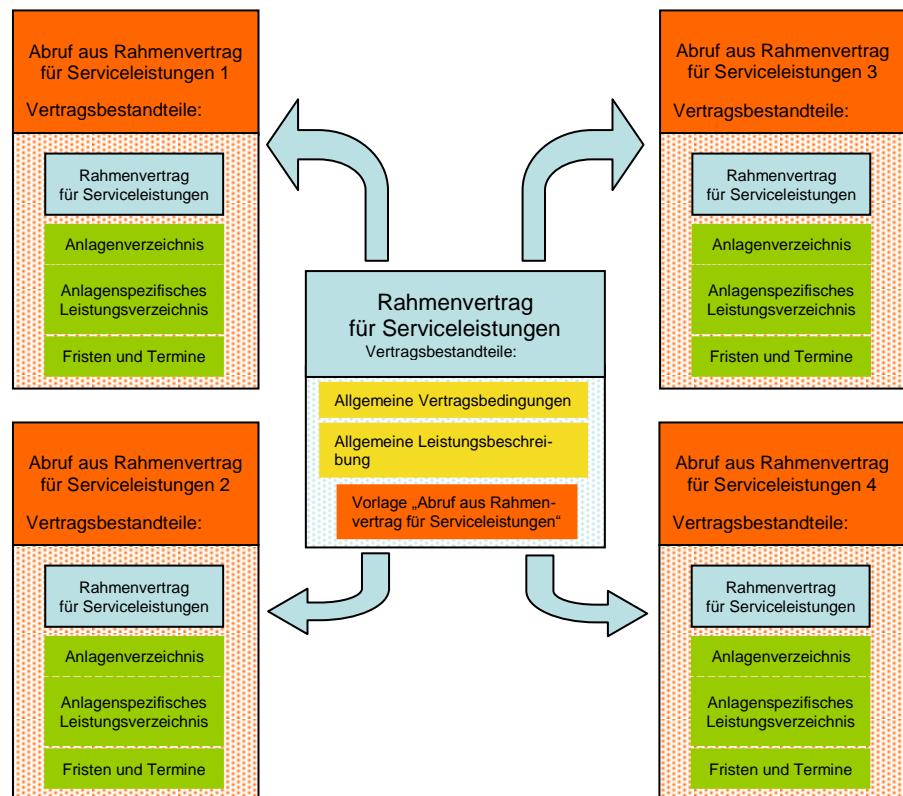 Abruf aus Rahmenvertrag
für Serviceleistungen 1
Vertragsbestandteile:
Rahmenvertrag
für Serviceleistungen
Anlagenverzeichnis
Anlagenspezifisches
Leistungsverzeichnis
Fristen und Termine
Abruf aus Rahmenvertrag
für Serviceleistungen 3
Vertragsbestandteile:
Rahmenvertrag
für Serviceleistungen
Anlagenverzeichnis
Anlagenspezifisches
Leistungsverzeichnis
Fristen und Termine
Rahmenvertrag
für Serviceleistungen
Vertragsbestandteile:
Allgemeine Vertragsbedingungen
Allgemeine Leistungsbeschrei-
bung
Vorlage „Abruf aus Rahmen-
vertrag für Serviceleistungen“
Abruf aus Rahmenvertrag
für Serviceleistungen 2
Vertragsbestandteile:
Rahmenvertrag
für Serviceleistungen
Anlagenverzeichnis
Anlagenspezifisches
Leistungsverzeichnis
Fristen und Termine
Abruf aus Rahmenvertrag
für Serviceleistungen 4
Vertragsbestandteile:
Rahmenvertrag
für Serviceleistungen
Anlagenverzeichnis
Anlagenspezifisches
Leistungsverzeichnis
Fristen und Termine